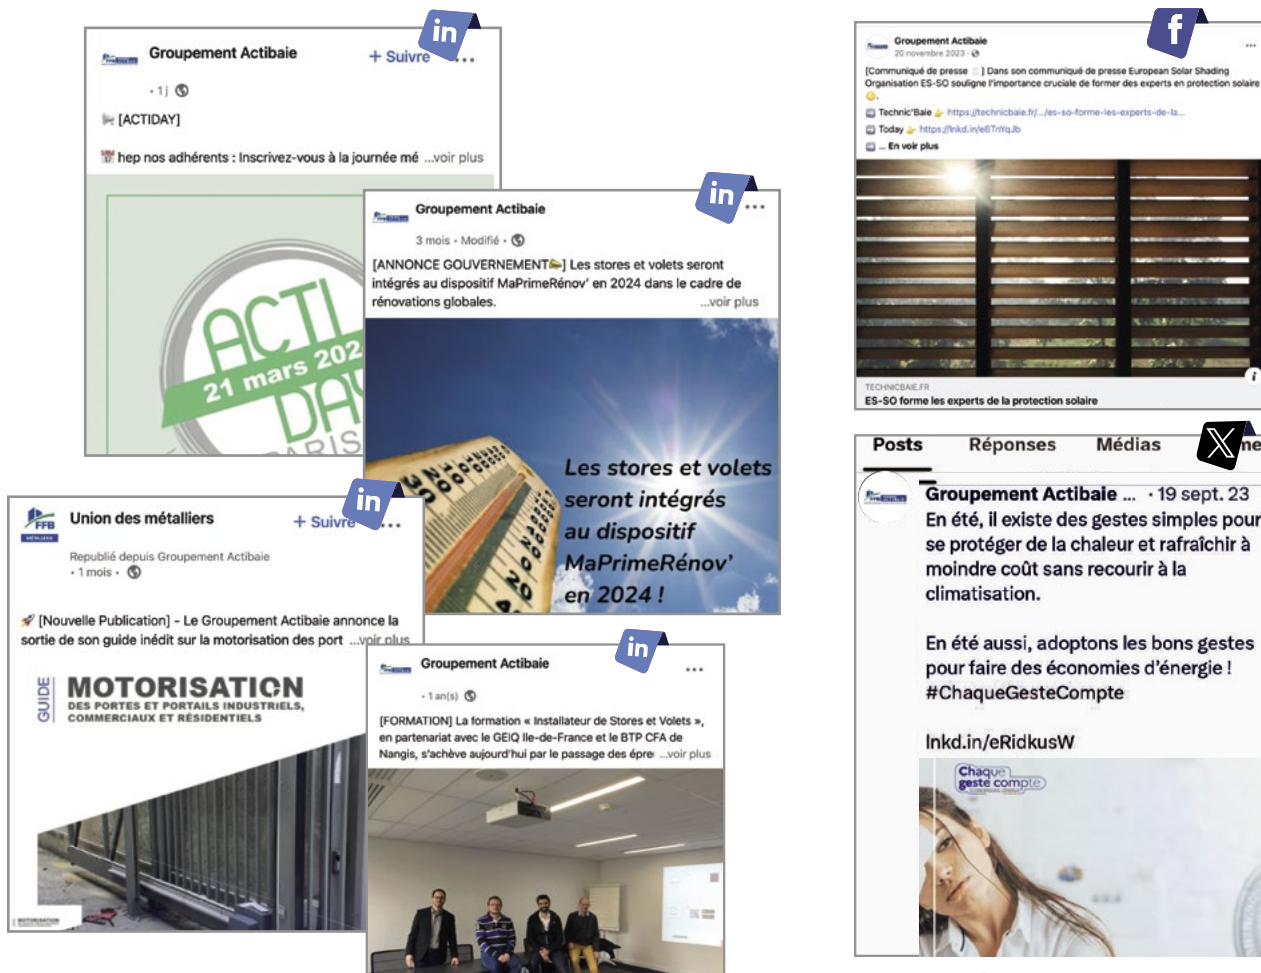 in
Groupement Actibaie
+ Suivre
...
• 1 j
[ACTIDAY]
hep nos adhérents : Inscrivez-vous à la journée mé ...voir plus
ACTI
21 mars 202
DAY
PARIS
in
Groupement Actibaie
...
3 mois • Modifié •
[ANNONCE GOUVERNEMENT] Les stores et volets seront
intégrés au dispositif MaPrimeRénov' en 2024 dans le cadre de
rénovations globales. ...voir plus
Les stores et volets
seront intégrés
au dispositif
MaPrimeRénov'
en 2024 !
in
FFB
MÉTALLERIE
Union des métalliers
+ Suivre
...
Republié depuis Groupement Actibaie
• 1 mois •
[Nouvelle Publication] - Le Groupement Actibaie annonce la
sortie de son guide inédit sur la motorisation des port ...voir plus
GUIDE
MOTORISATION
DES PORTES ET PORTAILS INDUSTRIELS,
COMMERCIAUX ET RÉSIDENTIELS
MOTORISATION
in
Groupement Actibaie
...
• 1 an(s)
[FORMATION] La formation « Installateur de Stores et Volets »,
en partenariat avec le GEIQ Ile-de-France et le BTP CFA de
Nangis, s'achève aujourd'hui par le passage des épre ...voir plus
f
Groupement Actibaie
...
20 novembre 2023 •
[Communiqué de presse ] Dans son communiqué de presse European Solar Shading
Organisation ES-SO souligne l'importance cruciale de former des experts en protection solaire
.
Technic'Baie https://technicbaie.fr/.../es-so-forme-les-experts-de-la...
Today https://lnkd.in/e8TnYqJb
... En voir plus
i
TECHNICBAIE.FR
ES-SO forme les experts de la protection solaire
X
Posts Réponses Médias me
Groupement Actibaie ... • 19 sept. 23
En été, il existe des gestes simples pour
se protéger de la chaleur et rafraîchir à
moindre coût sans recourir à la
climatisation.
En été aussi, adoptons les bons gestes
pour faire des économies d'énergie !
#ChaqueGesteCompte
lnkd.in/eRidkusW
Chaque
geste compte